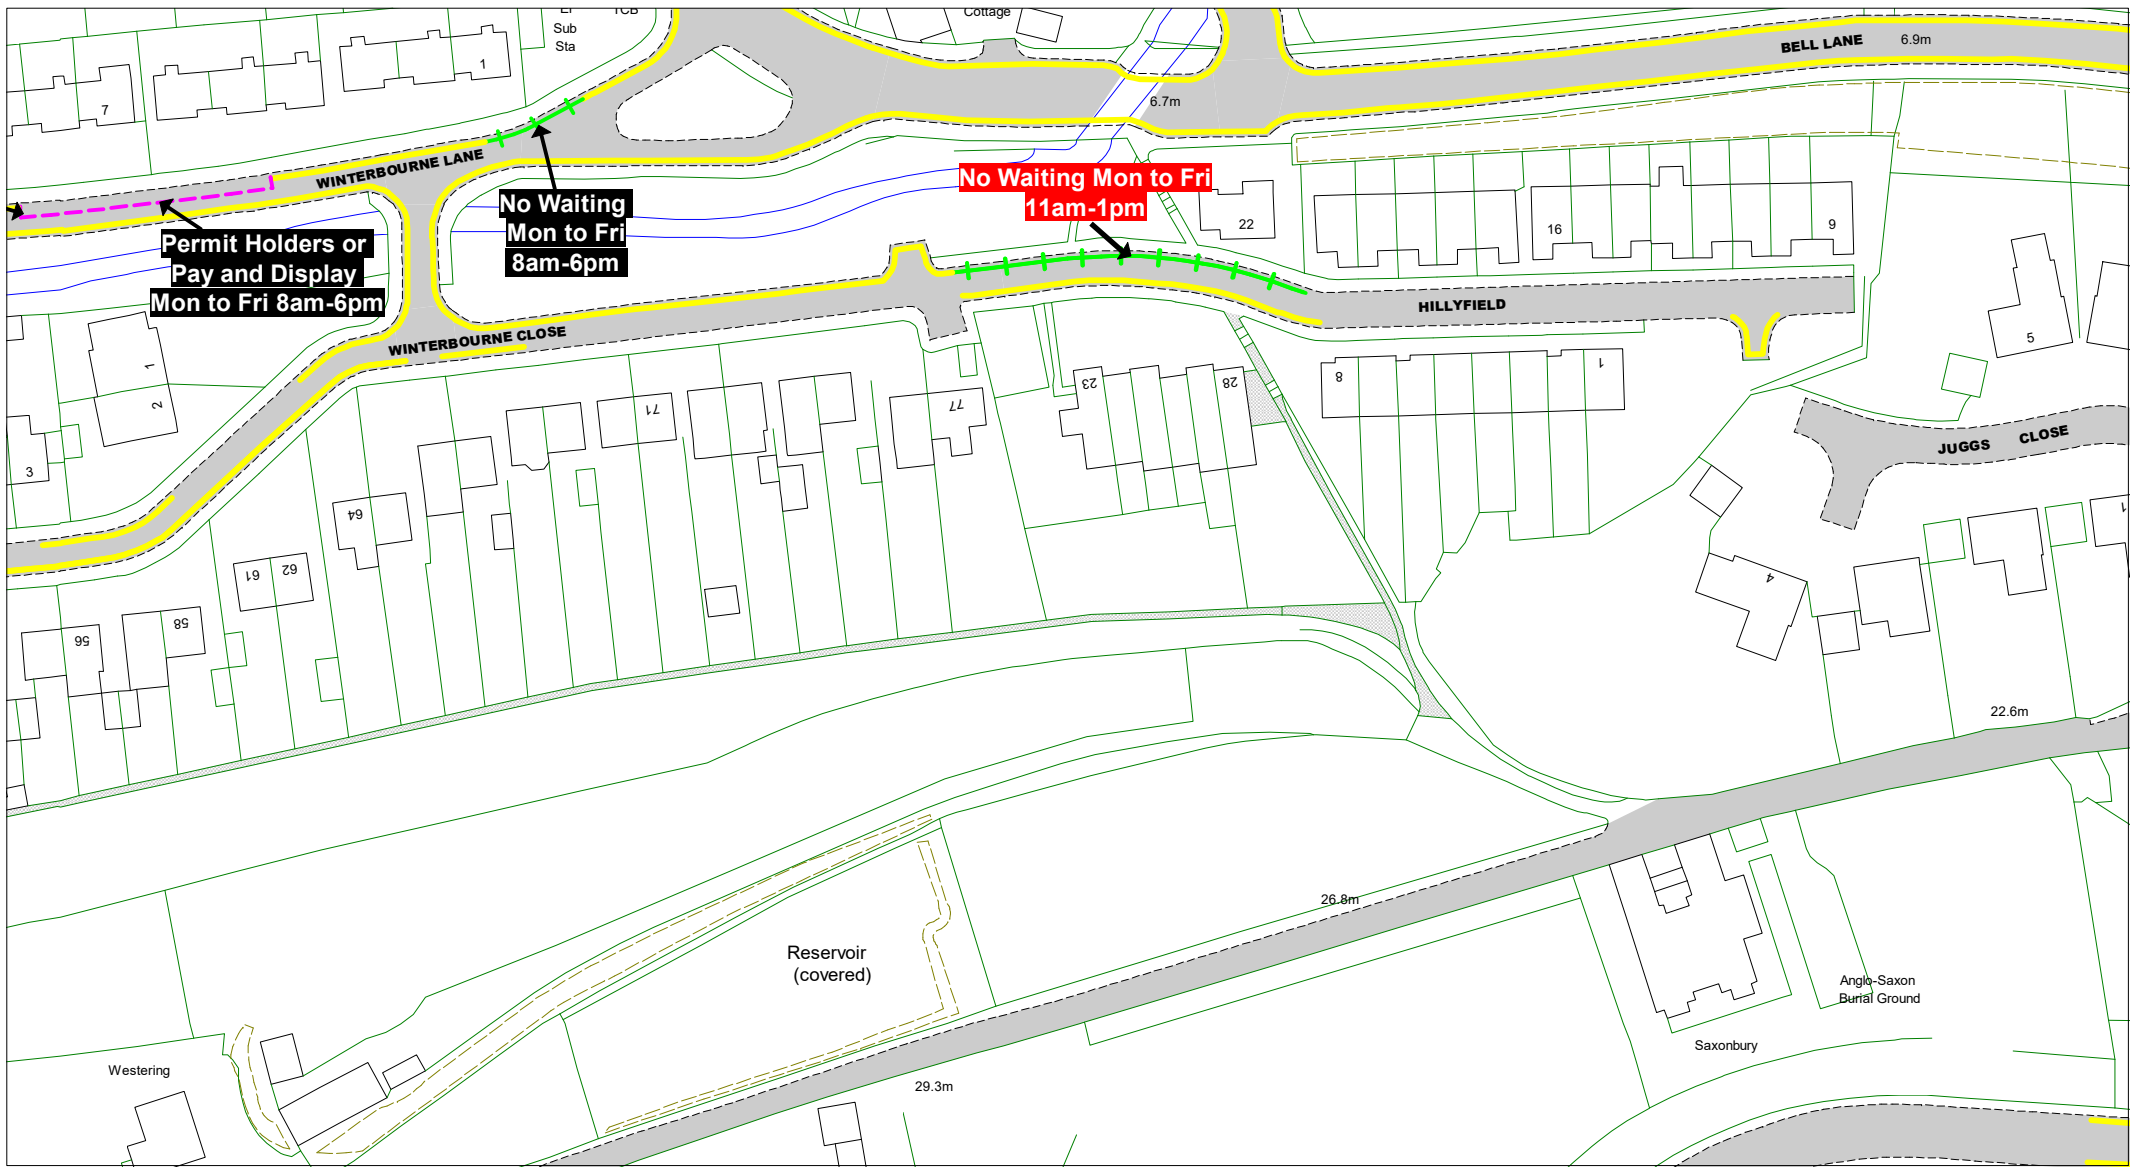 TCB
Cottage
Sub
Sta
1
7
BELL LANE
6.9m
6.7m
WINTERBOURNE LANE
No Waiting Mon to Fri
11am-1pm
No Waiting
Mon to Fri
8am-6pm
Permit Holders or
Pay and Display
Mon to Fri 8am-6pm
22
16
9
HILLYFIELD
WINTERBOURNE CLOSE
5
1
2
3
23
28
8
1
71
77
JUGGS CLOSE
64
61
62
4
1
56
58
22.6m
26.8m
Reservoir
(covered)
Anglo-Saxon
Burial Ground
Saxonbury
Westering
29.3m